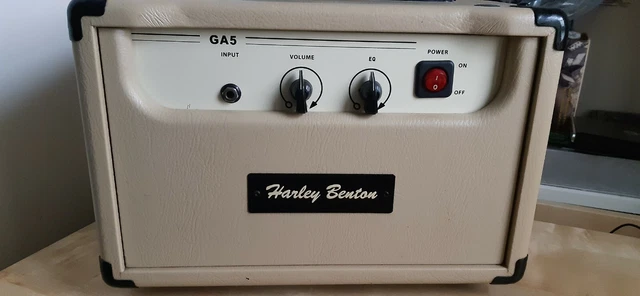 GA5
INPUT
VOLUME
EQ
POWER
ON
I
O
OFF
Harley Benton